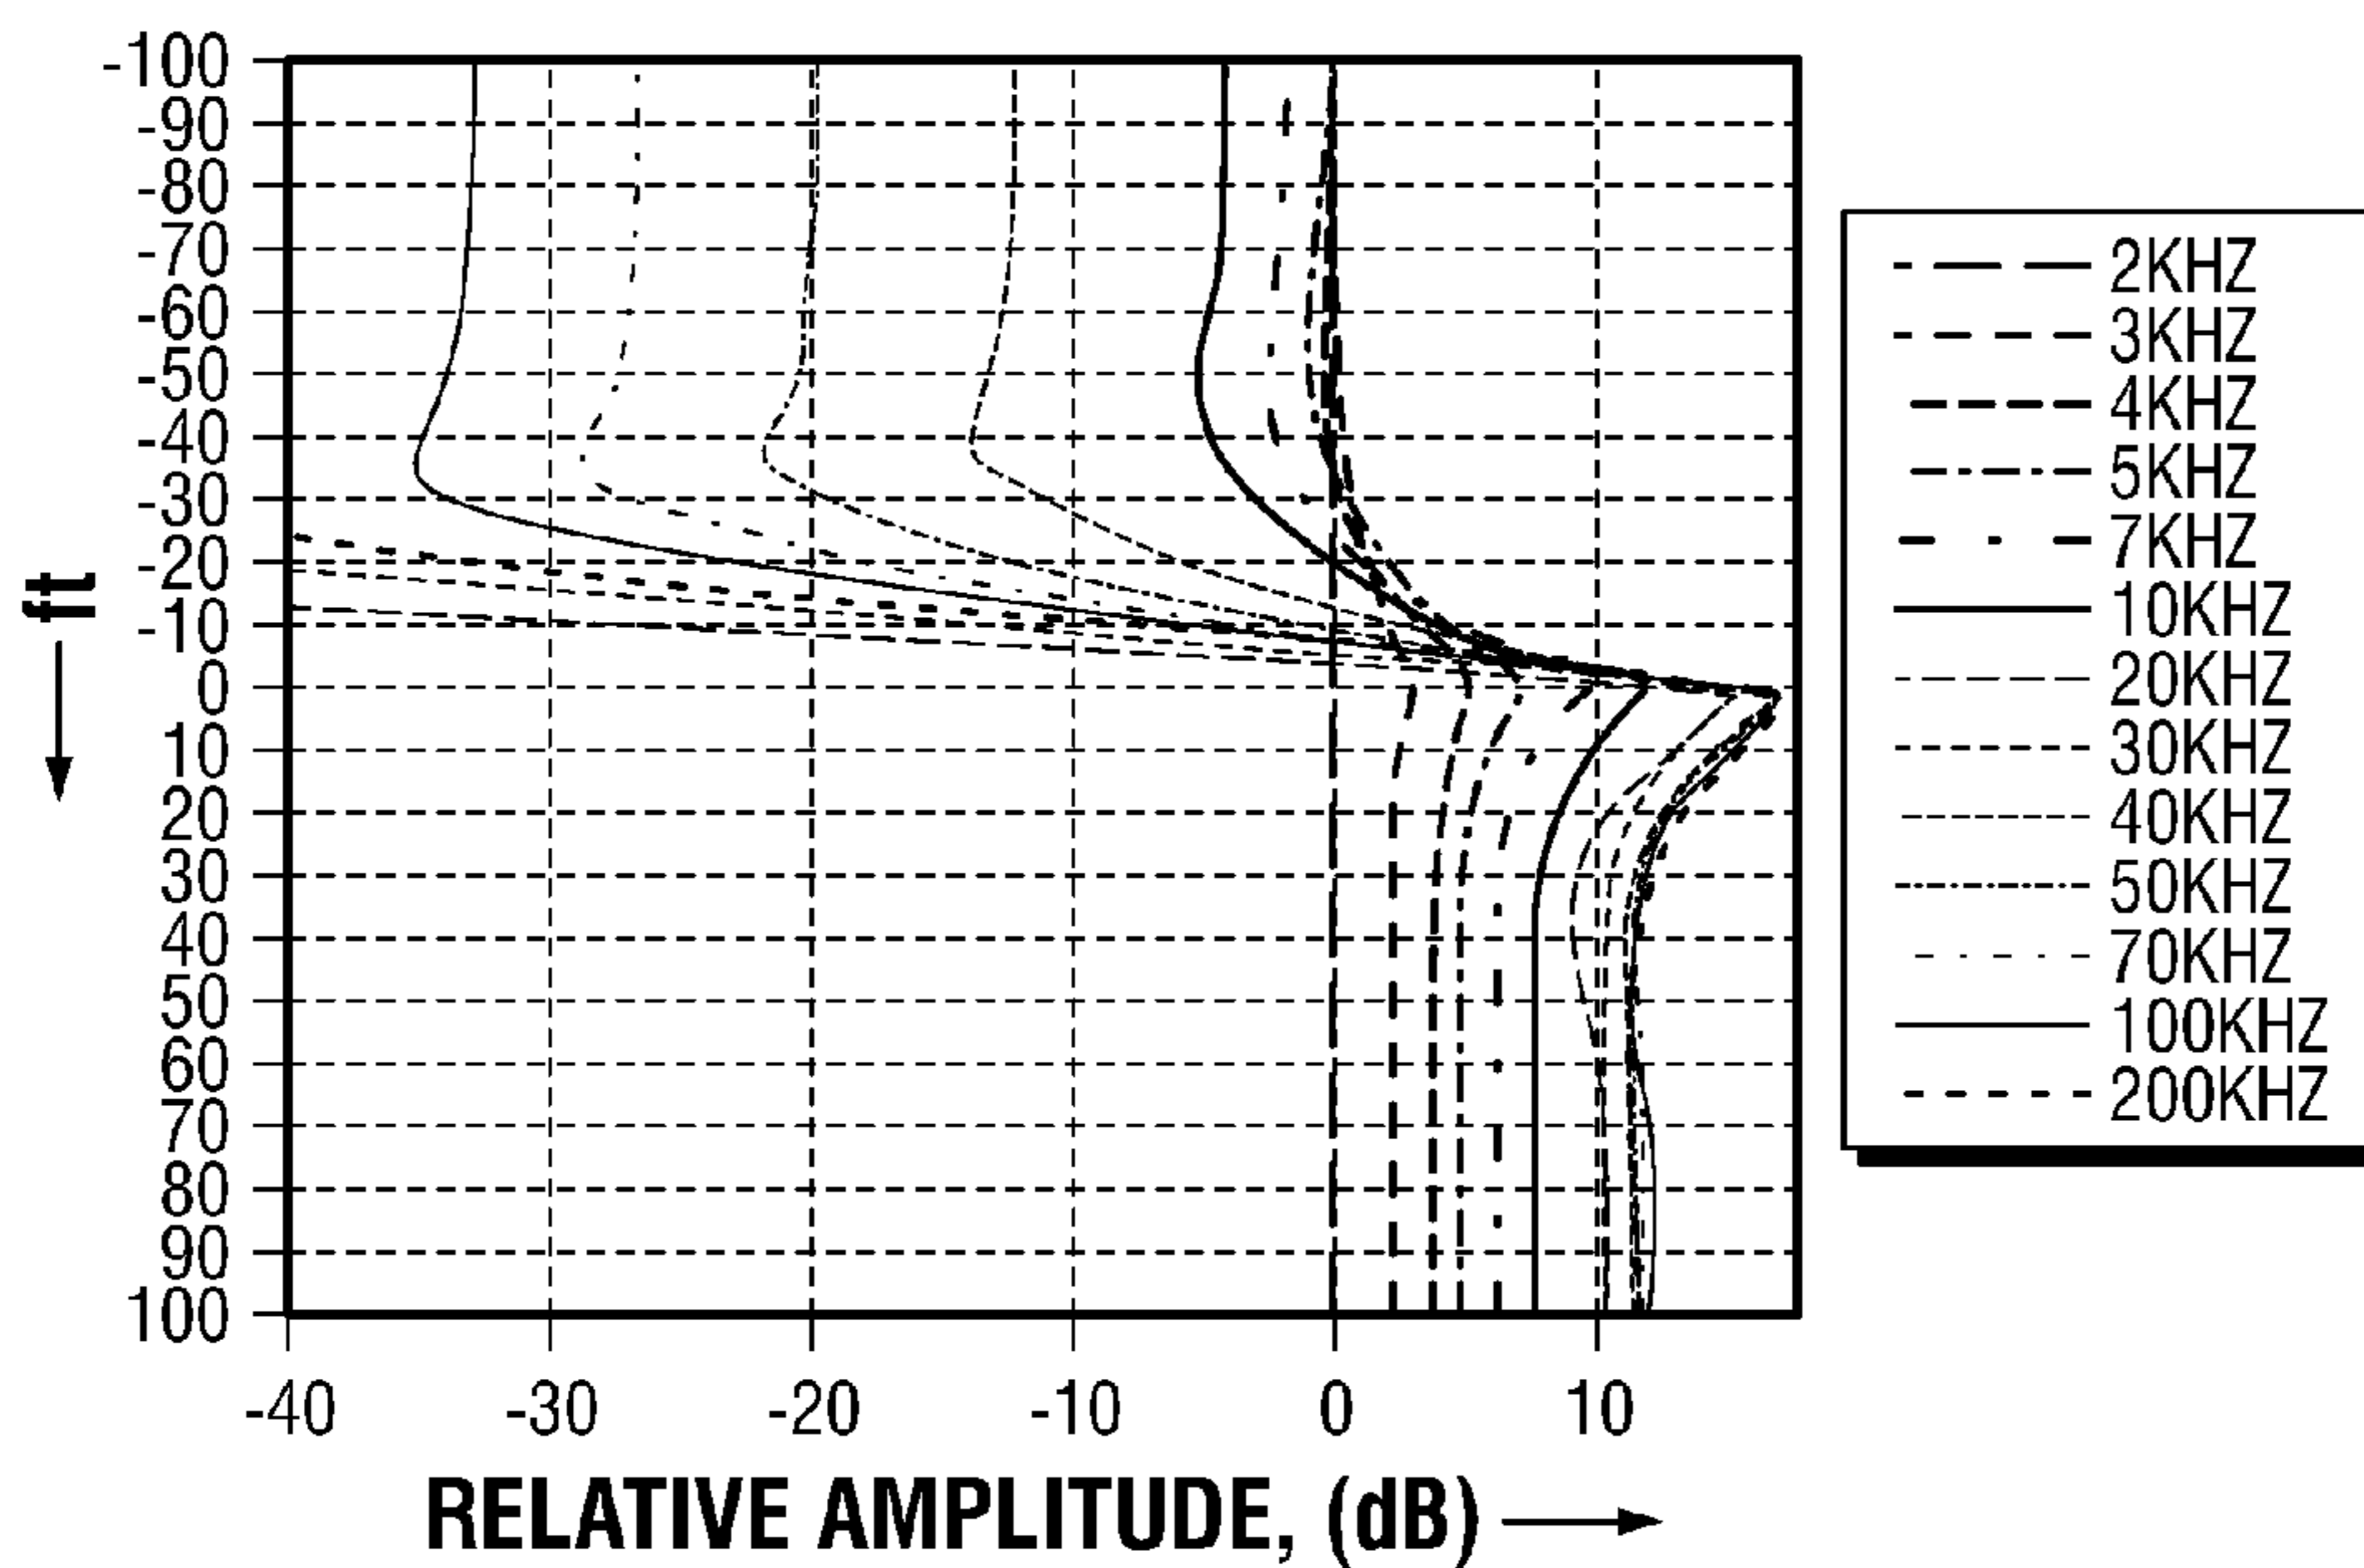 -100
-90
-80
-70
-60
-50
-40
-30
-20
-10
0
10
20
30
40
50
60
70
80
90
100
ft
-40 -30 -20 -10 0 10
RELATIVE AMPLITUDE, (dB)
2KHZ
3KHZ
4KHZ
5KHZ
7KHZ
10KHZ
20KHZ
30KHZ
40KHZ
50KHZ
70KHZ
100KHZ
200KHZ